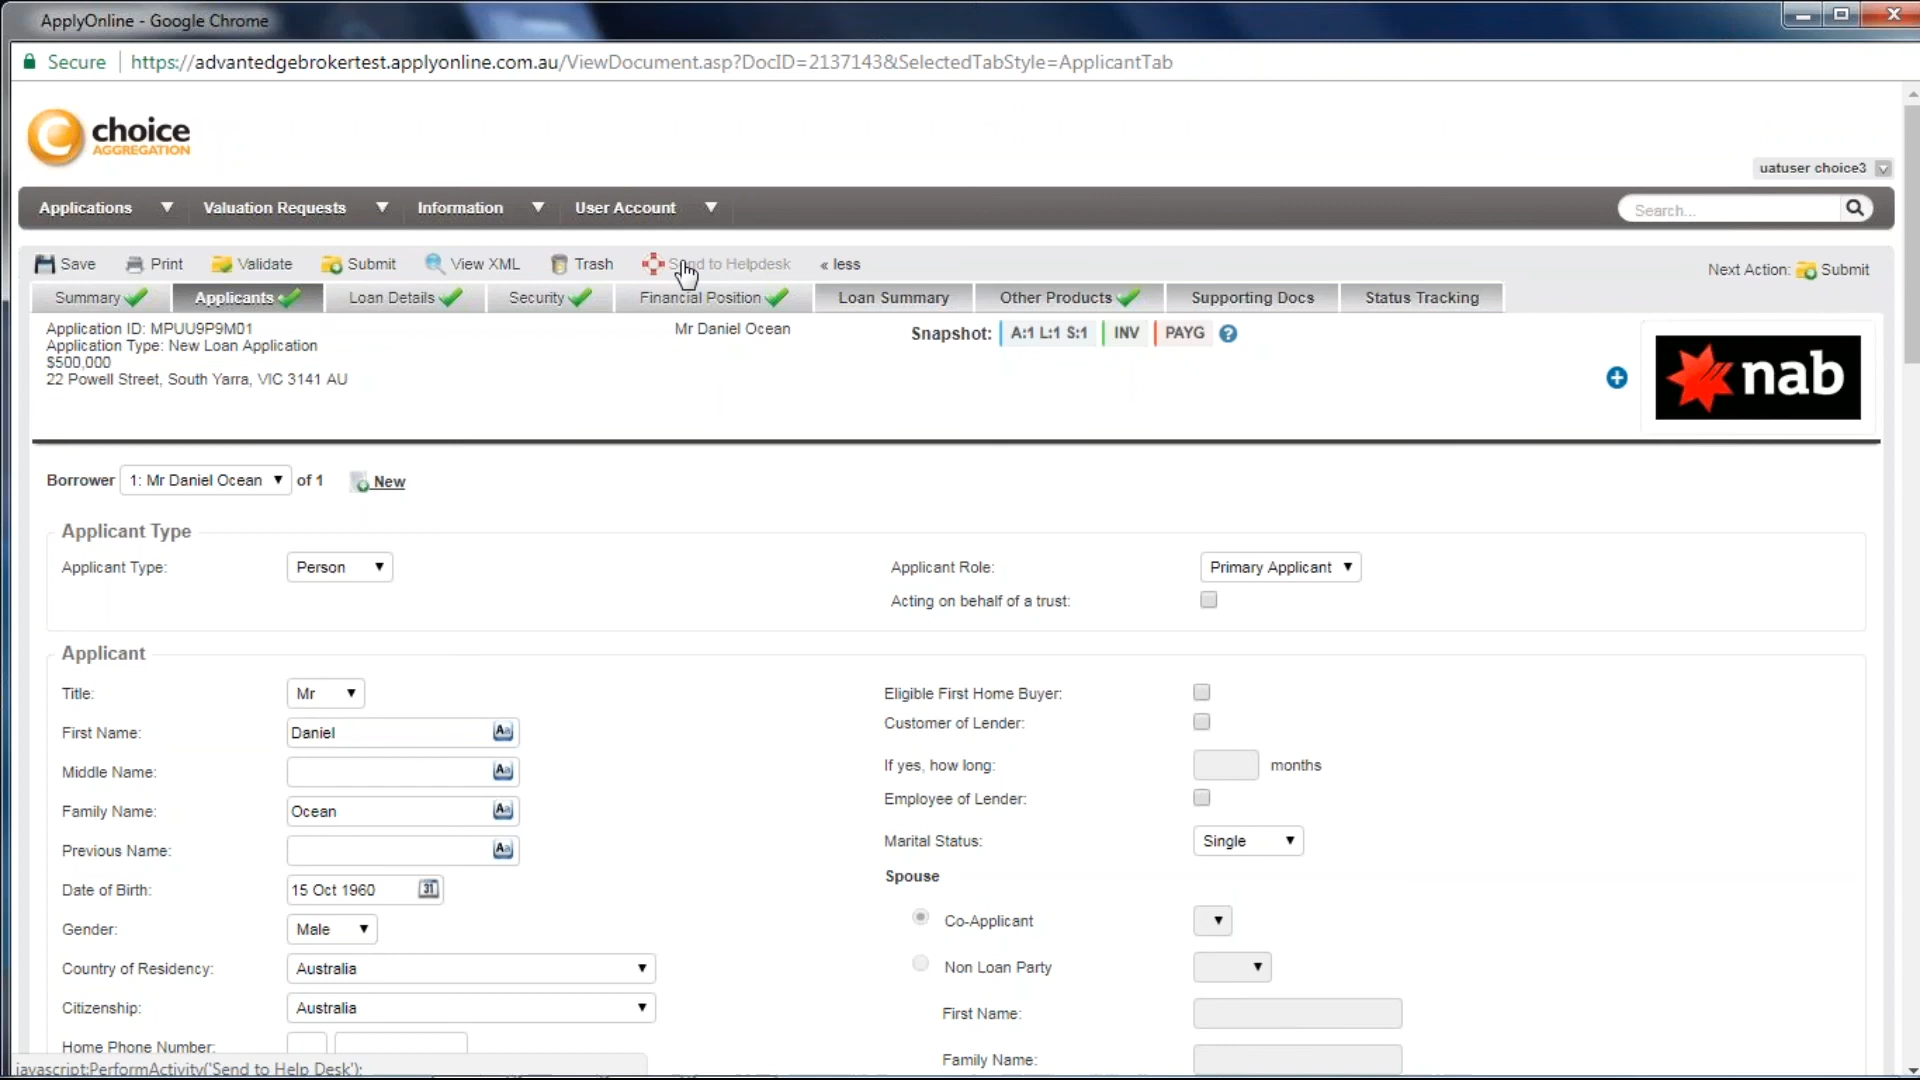 ApplyOnline - Google Chrome
Secure https://advantedgebrokertest.applyonline.com.au/ViewDocument.asp?DocID=2137143&SelectedTabStyle=ApplicantTab
choice
AGGREGATION
uatuser choice3
Applications Valuation Requests Information User Account Search...
Save Print Validate Submit View XML Trash Send to Helpdesk « less
Next Action: Submit
Summary Applicants Loan Details Security Financial Position Loan Summary Other Products Supporting Docs Status Tracking
Application ID: MPUU9P9M01 Mr Daniel Ocean Snapshot: A:1 L:1 S:1 INV PAYG ?
Application Type: New Loan Application
$500,000
22 Powell Street, South Yarra, VIC 3141 AU
nab
Borrower 1: Mr Daniel Ocean of 1 New
Applicant Type
Applicant Type: Person Applicant Role: Primary Applicant
Acting on behalf of a trust:
Applicant
Title: Mr Eligible First Home Buyer:
Customer of Lender:
First Name: Daniel Aa
Middle Name: Aa If yes, how long: months
Employee of Lender:
Family Name: Ocean Aa
Previous Name: Aa Marital Status: Single
Spouse
Date of Birth: 15 Oct 1960 31
Gender: Male Co-Applicant
Country of Residency: Australia Non Loan Party
Citizenship: Australia First Name:
Home Phone Number:
Family Name:
javascript:PerformActivity('Send to Help Desk');